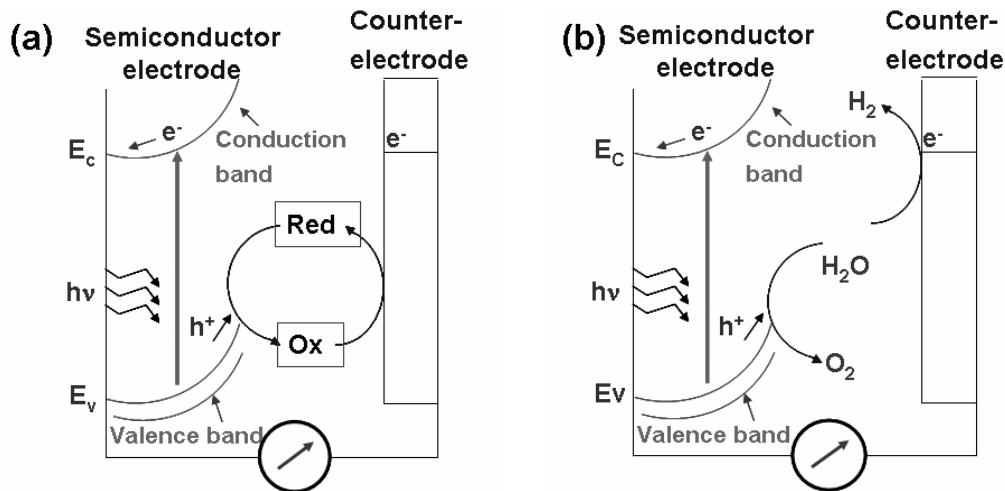 (a)
Semiconductor
electrode
Counter-
electrode
e-
Conduction
band
Ec
e-
Red
hν
h+
Ox
Ev
Valence band
(b)
Semiconductor
electrode
Counter-
electrode
H2
e-
Conduction
band
EC
e-
H2O
hν
h+
O2
Ev
Valence band